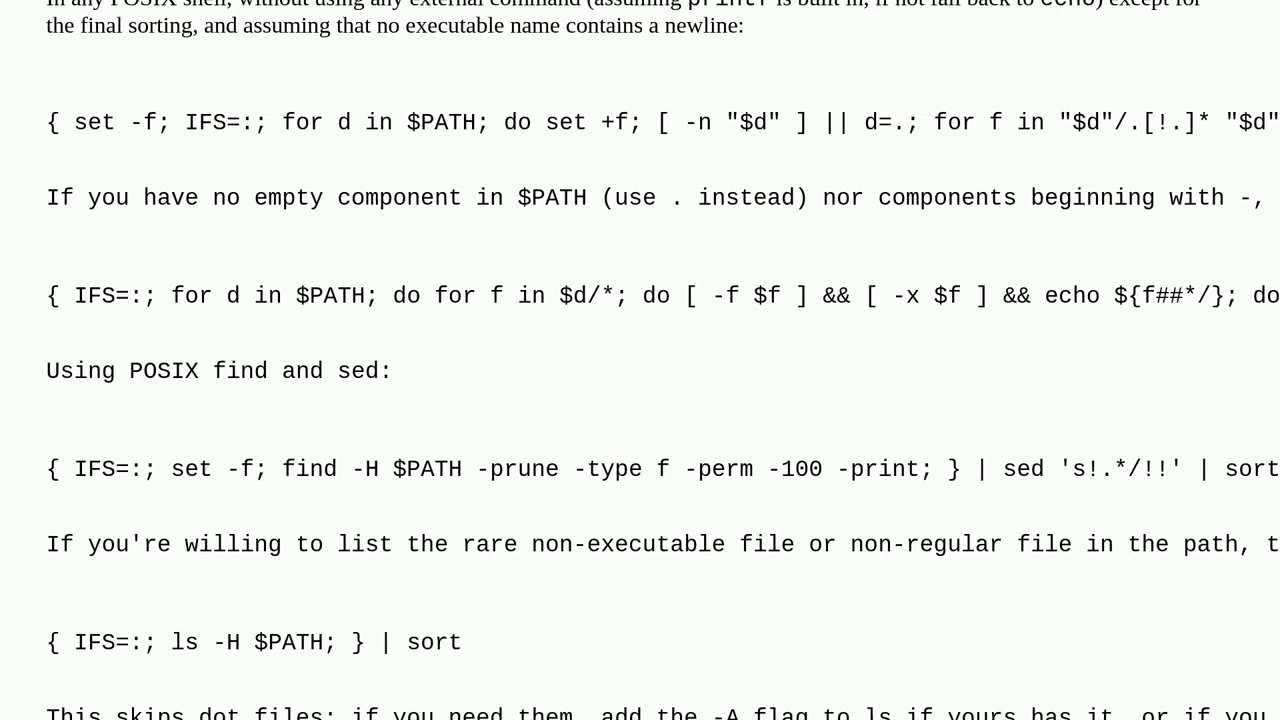 In any POSIX shell, without using any external command (assuming printf is built in, if not fall back to echo) except for
the final sorting, and assuming that no executable name contains a newline:
{ set -f; IFS=:; for d in $PATH; do set +f; [ -n "$d" ] || d=.; for f in "$d"/.[!.]* "$d"
If you have no empty component in $PATH (use . instead) nor components beginning with -,
{ IFS=:; for d in $PATH; do for f in $d/*; do [ -f $f ] && [ -x $f ] && echo ${f##*/}; do
Using POSIX find and sed:
{ IFS=:; set -f; find -H $PATH -prune -type f -perm -100 -print; } | sed 's!.*/!!' | sort
If you're willing to list the rare non-executable file or non-regular file in the path, t
{ IFS=:; ls -H $PATH; } | sort
This skips dot files; if you need them, add the -A flag to ls if yours has it, or if you